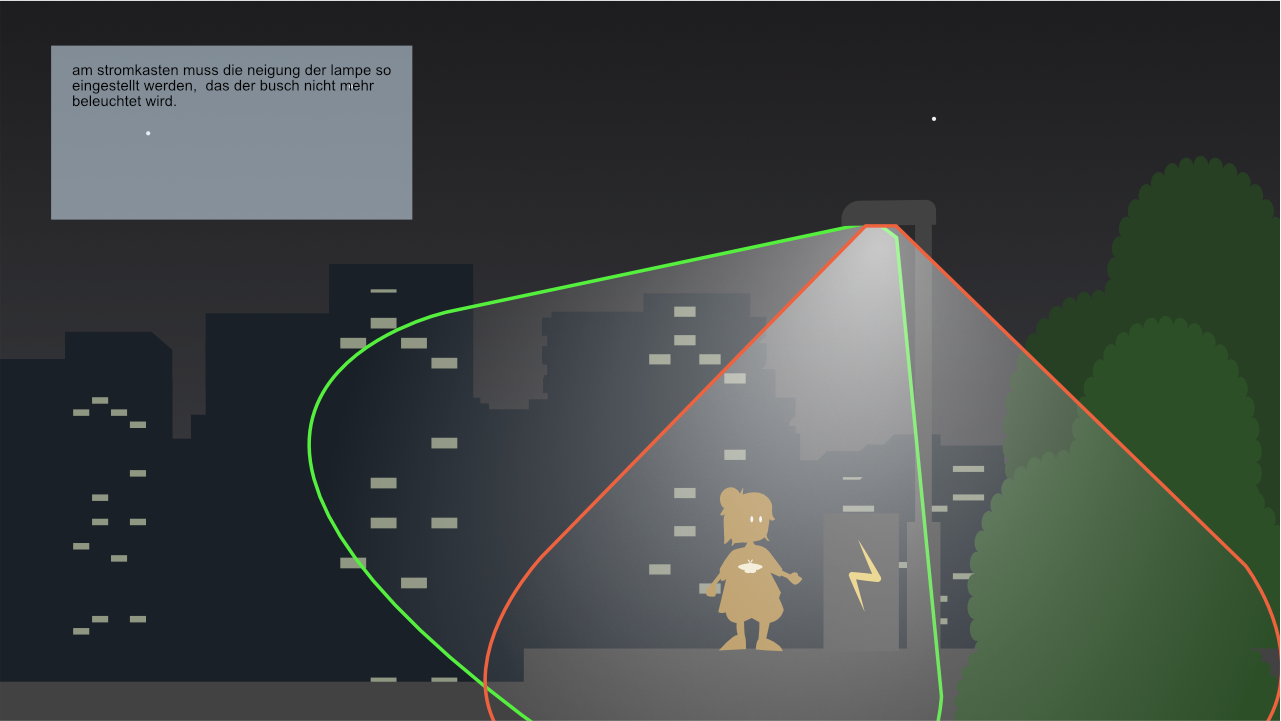 am stromkasten muss die neigung der lampe so
eingestellt werden,  das der busch nicht mehr
beleuchtet wird.